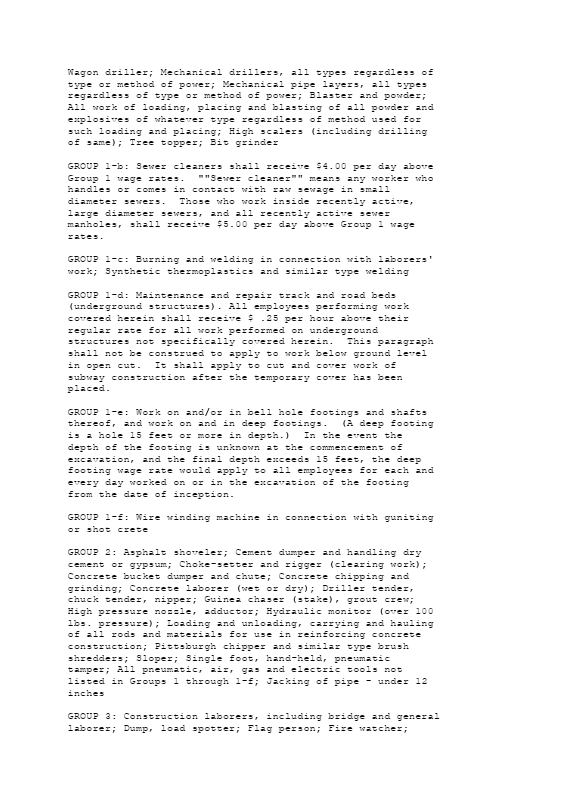 Wagon driller; Mechanical drillers, all types regardless of
type or method of power; Mechanical pipe layers, all types
regardless of type or method of power; Blaster and powder;
All work of loading, placing and blasting of all powder and
explosives of whatever type regardless of method used for
such loading and placing; High scalers (including drilling
of same); Tree topper; Bit grinder
GROUP 1-b: Sewer cleaners shall receive $4.00 per day above
Group 1 wage rates.  ""Sewer cleaner"" means any worker who
handles or comes in contact with raw sewage in small
diameter sewers.  Those who work inside recently active,
large diameter sewers, and all recently active sewer
manholes, shall receive $5.00 per day above Group 1 wage
rates.
GROUP 1-c: Burning and welding in connection with laborers'
work; Synthetic thermoplastics and similar type welding
GROUP 1-d: Maintenance and repair track and road beds
(underground structures). All employees performing work
covered herein shall receive $ .25 per hour above their
regular rate for all work performed on underground
structures not specifically covered herein.  This paragraph
shall not be construed to apply to work below ground level
in open cut.  It shall apply to cut and cover work of
subway construction after the temporary cover has been
placed.
GROUP 1-e: Work on and/or in bell hole footings and shafts
thereof, and work on and in deep footings.  (A deep footing
is a hole 15 feet or more in depth.)  In the event the
depth of the footing is unknown at the commencement of
excavation, and the final depth exceeds 15 feet, the deep
footing wage rate would apply to all employees for each and
every day worked on or in the excavation of the footing
from the date of inception.
GROUP 1-f: Wire winding machine in connection with guniting
or shot crete
GROUP 2: Asphalt shoveler; Cement dumper and handling dry
cement or gypsum; Choke-setter and rigger (clearing work);
Concrete bucket dumper and chute; Concrete chipping and
grinding; Concrete laborer (wet or dry); Driller tender,
chuck tender, nipper; Guinea chaser (stake), grout crew;
High pressure nozzle, adductor; Hydraulic monitor (over 100
lbs. pressure); Loading and unloading, carrying and hauling
of all rods and materials for use in reinforcing concrete
construction; Pittsburgh chipper and similar type brush
shredders; Sloper; Single foot, hand-held, pneumatic
tamper; All pneumatic, air, gas and electric tools not
listed in Groups 1 through 1-f; Jacking of pipe - under 12
inches
GROUP 3: Construction laborers, including bridge and general
laborer; Dump, load spotter; Flag person; Fire watcher;